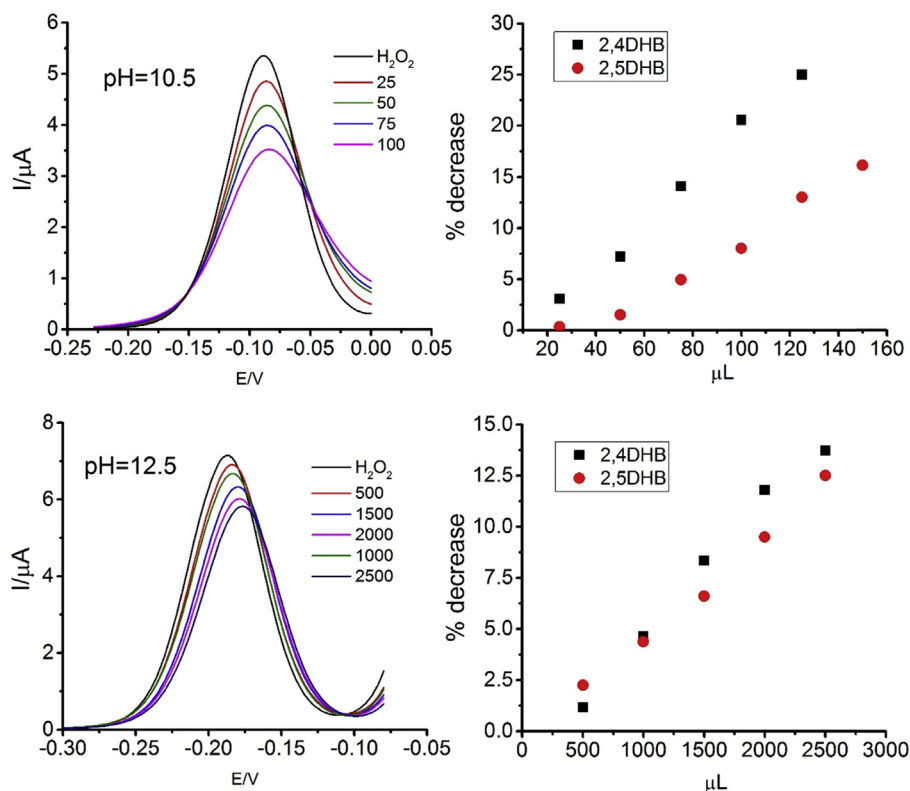 pH=10.5
H₂O₂
25
50
75
100
6
5
4
3
2
1
0
I/µA
-0.25 -0.20 -0.15 -0.10 -0.05 0.00 0.05
E/V
2,4DHB
2,5DHB
30
25
20
15
10
5
0
% decrease
20 40 60 80 100 120 140 160
µL
pH=12.5
H₂O₂
500
1500
2000
1000
2500
8
6
4
2
0
I/µA
-0.30 -0.25 -0.20 -0.15 -0.10 -0.05
E/V
2,4DHB
2,5DHB
15.0
12.5
10.0
7.5
5.0
2.5
0.0
% decrease
500 1000 1500 2000 2500 3000
µL